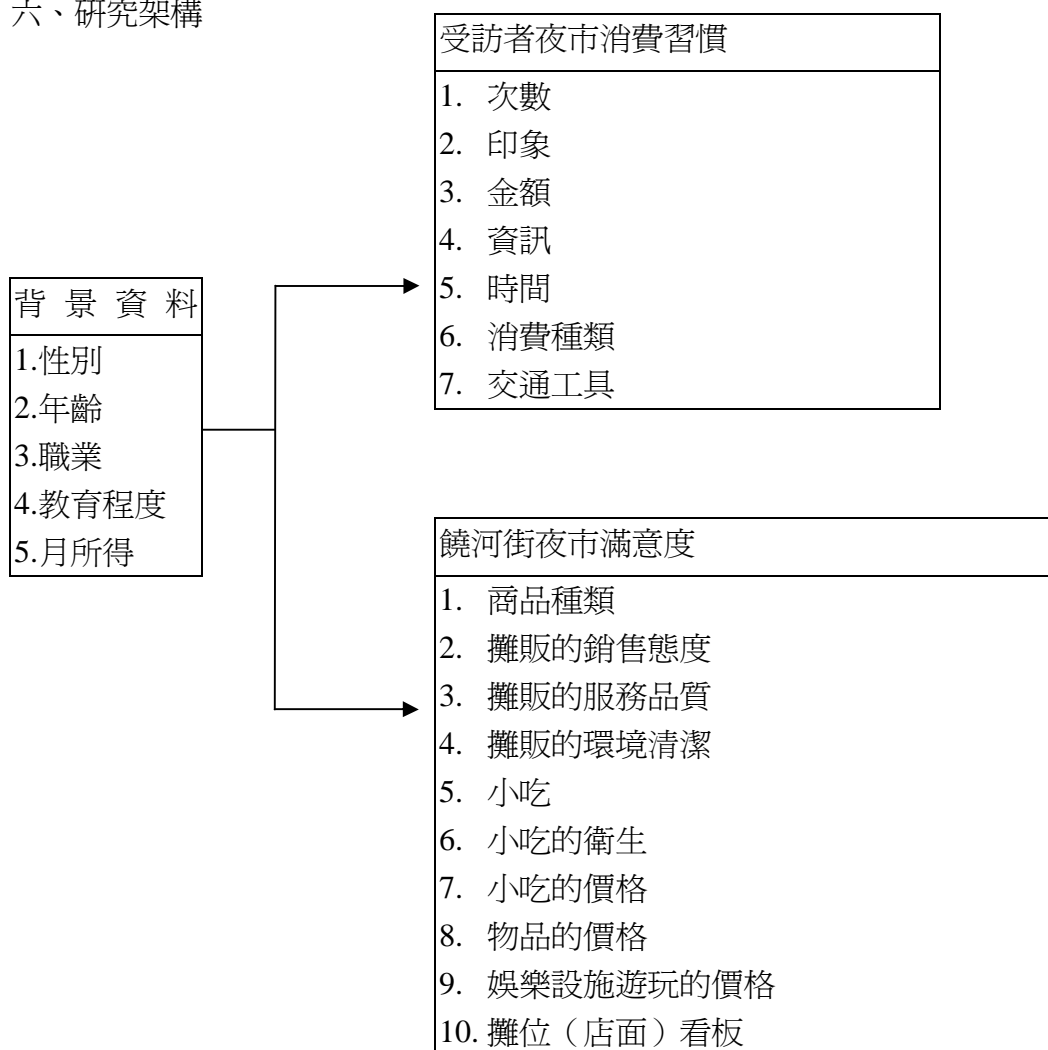 六、研究架構
受訪者夜市消費習慣
1. 次數
2. 印象
3. 金額
4. 資訊
5. 時間
6. 消費種類
7. 交通工具
背 景 資 料
1.性別
2.年齡
3.職業
4.教育程度
5.月所得
饒河街夜市滿意度
1. 商品種類
2. 攤販的銷售態度
3. 攤販的服務品質
4. 攤販的環境清潔
5. 小吃
6. 小吃的衛生
7. 小吃的價格
8. 物品的價格
9. 娛樂設施遊玩的價格
10. 攤位（店面）看板